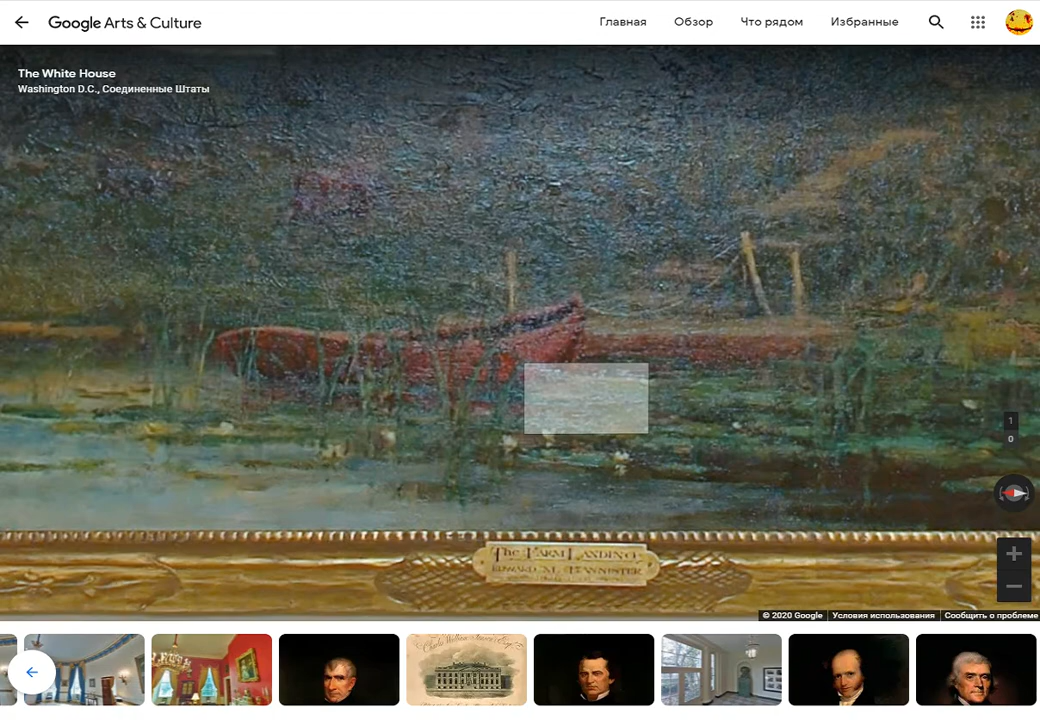 Google Arts & Culture
Главная Обзор Что рядом Избранные
The White House
Washington D.C., Соединенные Штаты
1
0
The FARM LANDING
EDWARD M. BANNISTER
© 2020 Google Условия использования Сообщить о проблеме